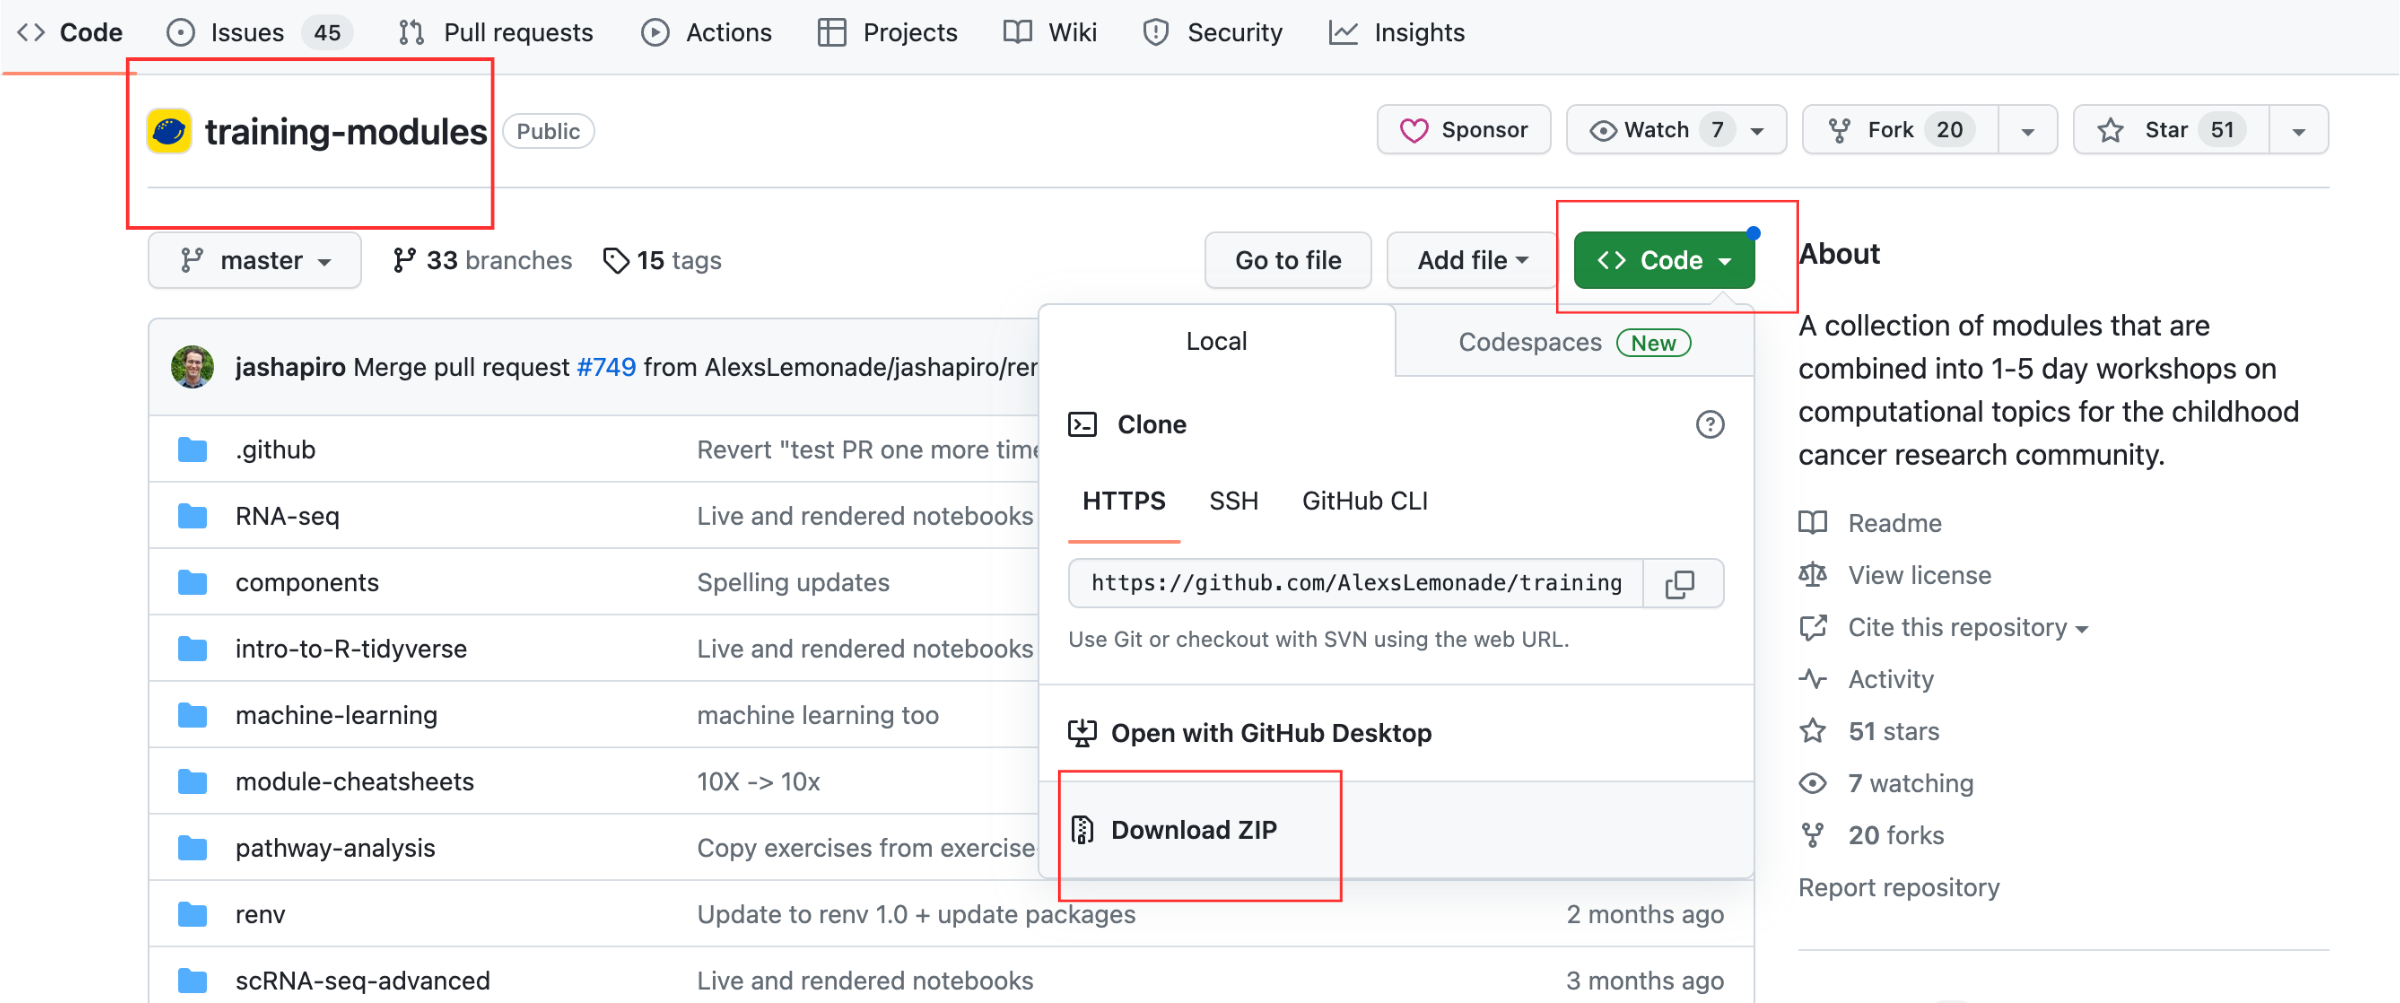 Code Issues 45 Pull requests Actions Projects Wiki Security Insights
training-modules Public Sponsor Watch 7 Fork 20 Star 51
master 33 branches 15 tags Go to file Add file Code
jashapiro Merge pull request #749 from AlexsLemonade/jashapiro/rer
.github Revert "test PR one more time
RNA-seq Live and rendered notebooks
components Spelling updates
intro-to-R-tidyverse Live and rendered notebooks
machine-learning machine learning too
module-cheatsheets 10X -> 10x
pathway-analysis Copy exercises from exercise-
renv Update to renv 1.0 + update packages 2 months ago
scRNA-seq-advanced Live and rendered notebooks 3 months ago
Local Codespaces New
Clone
HTTPS SSH GitHub CLI
https://github.com/AlexsLemonade/training
Use Git or checkout with SVN using the web URL.
Open with GitHub Desktop
Download ZIP
About
A collection of modules that are
combined into 1-5 day workshops on
computational topics for the childhood
cancer research community.
Readme
View license
Cite this repository
Activity
51 stars
7 watching
20 forks
Report repository